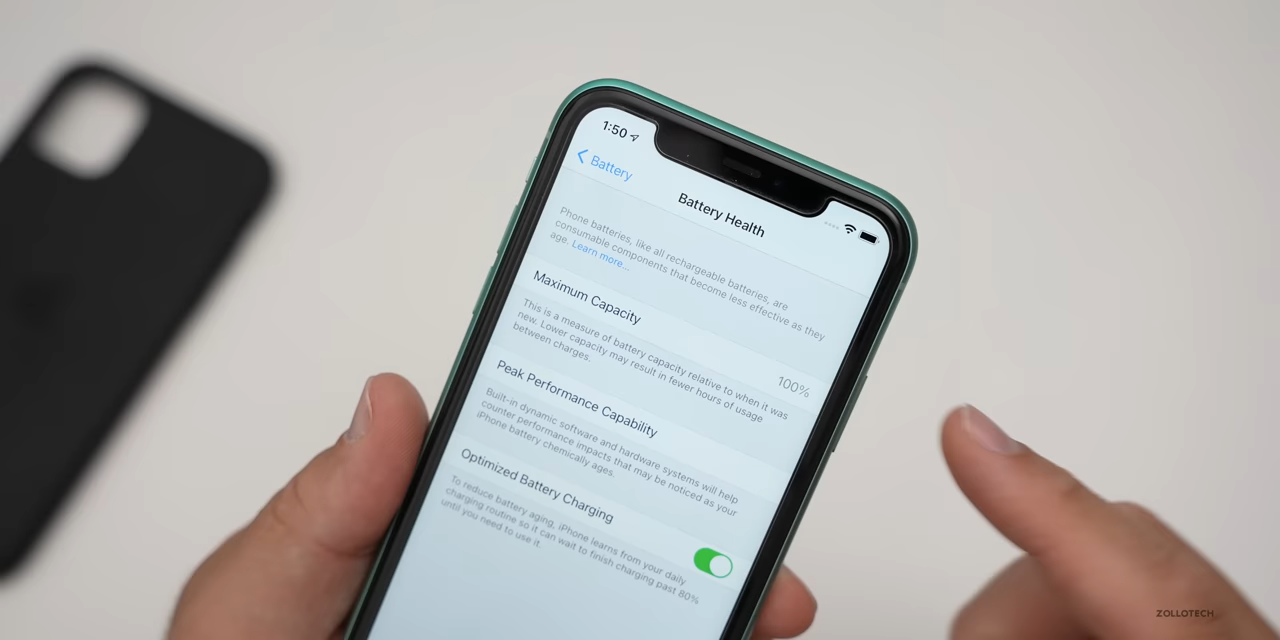 1:50
Battery
Battery Health
Phone batteries, like all rechargeable batteries, are
consumable components that become less effective as they
age. Learn more...
Maximum Capacity
100%
This is a measure of battery capacity relative to when it was
new. Lower capacity may result in fewer hours of usage
between charges.
Peak Performance Capability
Built-in dynamic software and hardware systems will help
counter performance impacts that may be noticed as your
iPhone battery chemically ages.
Optimized Battery Charging
To reduce battery aging, iPhone learns from your daily
charging routine so it can wait to finish charging past 80%
until you need to use it.
ZOLLOTECH